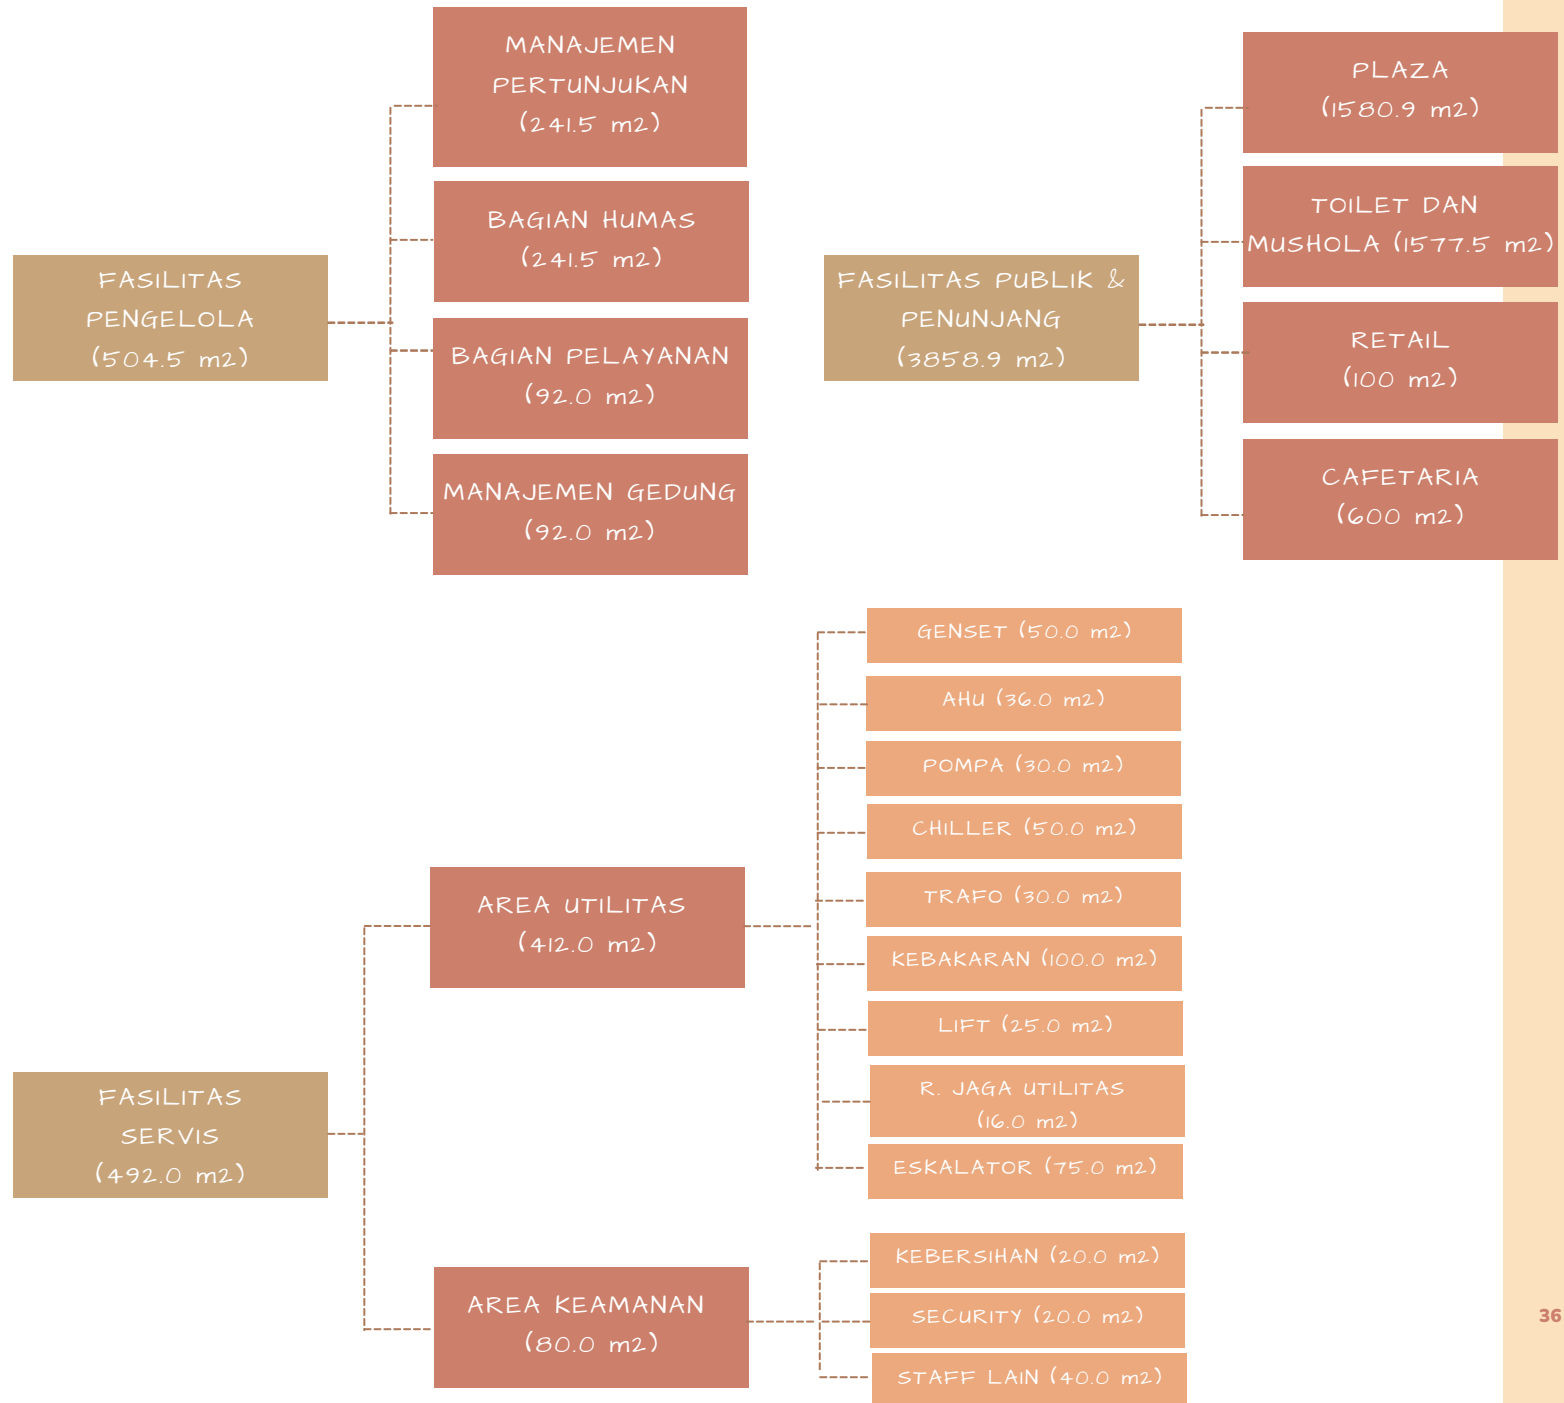 FASILITAS
PENGELOLA
(504.5 m2)
MANAJEMEN
PERTUNJUKAN
(241.5 m2)
BAGIAN HUMAS
(241.5 m2)
BAGIAN PELAYANAN
(92.0 m2)
MANAJEMEN GEDUNG
(92.0 m2)
FASILITAS PUBLIK &
PENUNJANG
(3858.9 m2)
PLAZA
(1580.9 m2)
TOILET DAN
MUSHOLA (1577.5 m2)
RETAIL
(100 m2)
CAFETARIA
(600 m2)
FASILITAS
SERVIS
(492.0 m2)
AREA UTILITAS
(412.0 m2)
GENSET (50.0 m2)
AHU (36.0 m2)
POMPA (30.0 m2)
CHILLER (50.0 m2)
TRAFO (30.0 m2)
KEBAKARAN (100.0 m2)
LIFT (25.0 m2)
R. JAGA UTILITAS
(16.0 m2)
ESKALATOR (75.0 m2)
AREA KEAMANAN
(80.0 m2)
KEBERSIHAN (20.0 m2)
SECURITY (20.0 m2)
STAFF LAIN (40.0 m2)
36